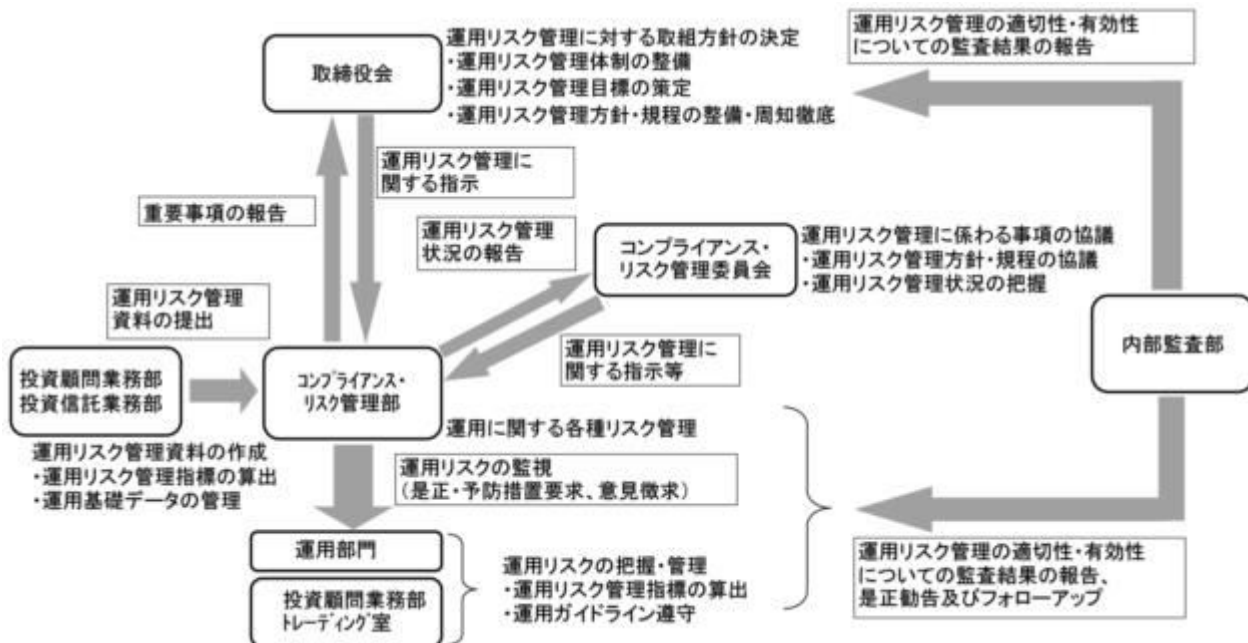 取締役会
運用リスク管理に対する取組方針の決定
・運用リスク管理体制の整備
・運用リスク管理目標の策定
・運用リスク管理方針・規程の整備・周知徹底
運用リスク管理の適切性・有効性
についての監査結果の報告
運用リスク管理に
関する指示
重要事項の報告
運用リスク管理
状況の報告
コンプライアンス・
リスク管理委員会
運用リスク管理に係わる事項の協議
・運用リスク管理方針・規程の協議
・運用リスク管理状況の把握
運用リスク管理
資料の提出
内部監査部
運用リスク管理に
関する指示等
投資顧問業務部
投資信託業務部
コンプライアンス・
リスク管理部
運用に関する各種リスク管理
運用リスク管理資料の作成
・運用リスク管理指標の算出
・運用基礎データの管理
運用リスクの監視
(是正・予防措置要求、意見徴求)
運用部門
投資顧問業務部
トレーディング室
運用リスクの把握・管理
・運用リスク管理指標の算出
・運用ガイドライン遵守
運用リスク管理の適切性・有効性
についての監査結果の報告、
是正勧告及びフォローアップ